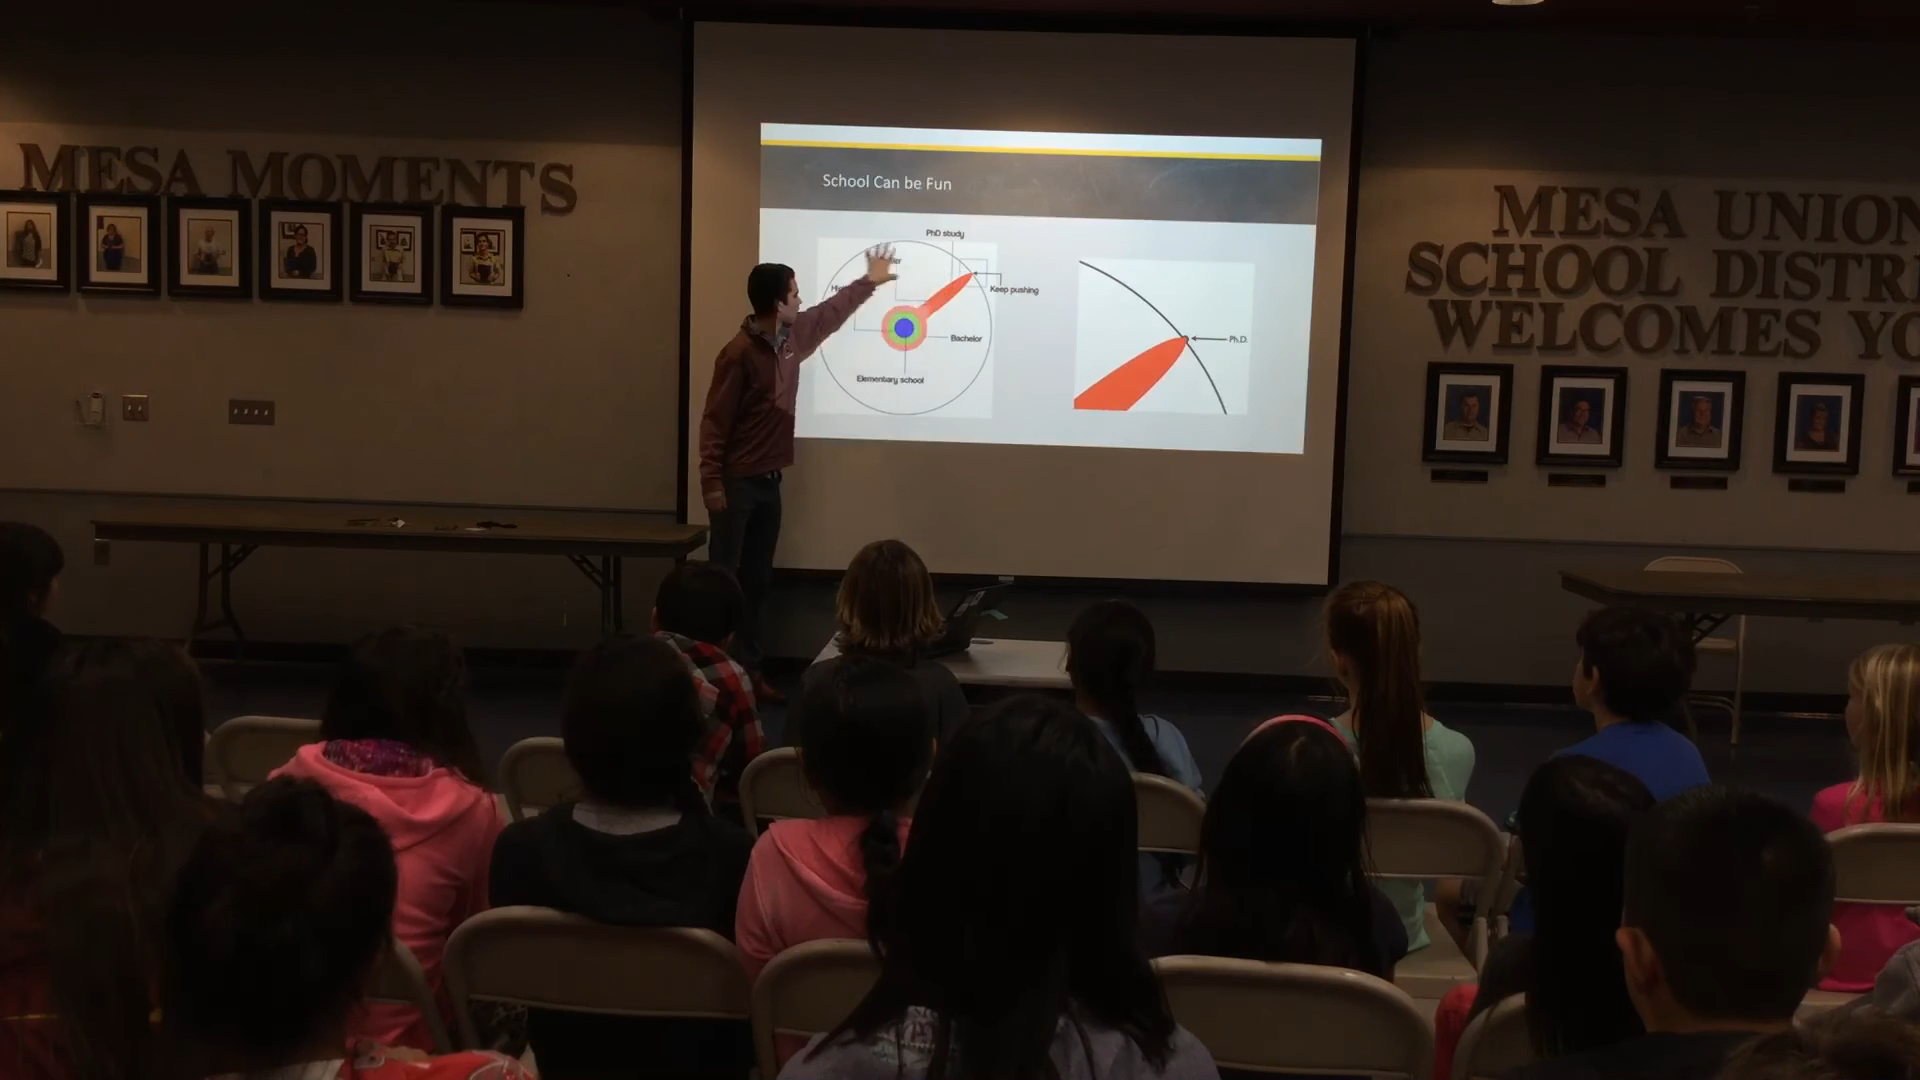 MESA MOMENTS
School Can be Fun
PhD study
Keep pushing
Bachelor
Elementary school
Ph.D.
MESA UNION
SCHOOL DISTRI
WELCOMES YO